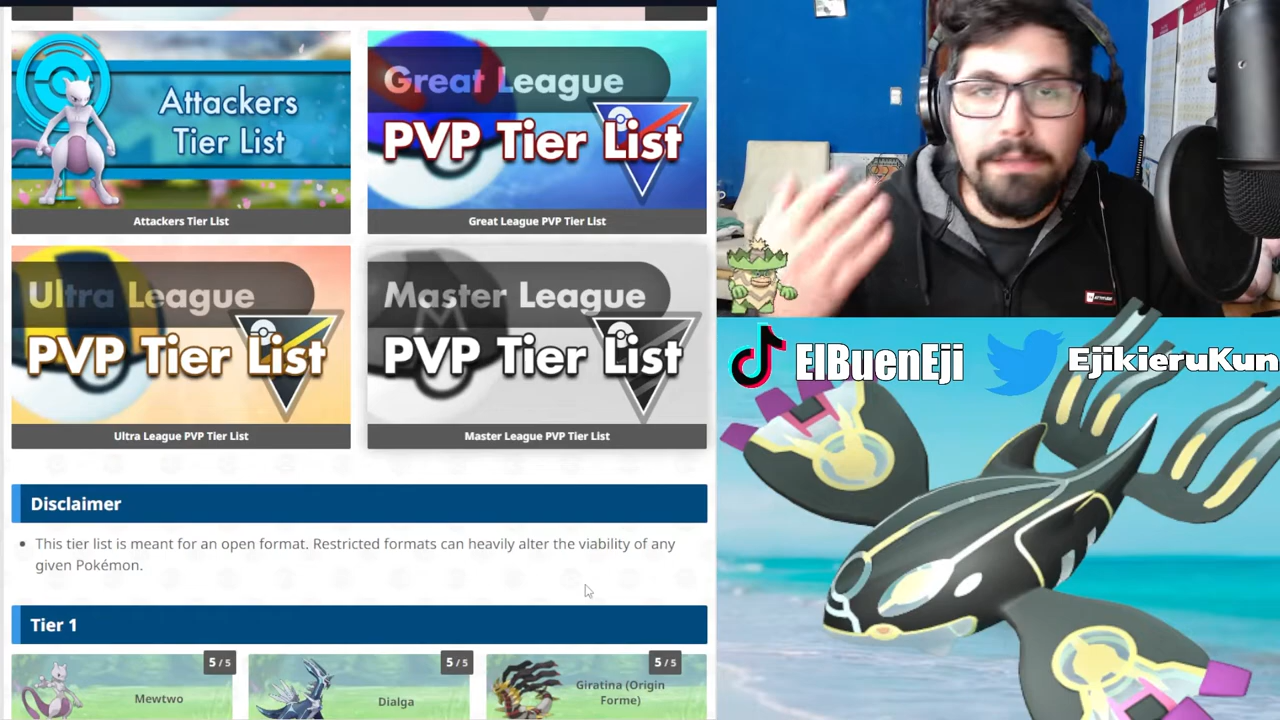 Attackers
Tier List
Attackers Tier List
Great League
PVP Tier List
Great League PVP Tier List
Ultra League
PVP Tier List
Ultra League PVP Tier List
Master League
PVP Tier List
Master League PVP Tier List
Disclaimer
This tier list is meant for an open format. Restricted formats can heavily alter the viability of any
given Pokémon.
Tier 1
5 / 5
Mewtwo
5 / 5
Dialga
5 / 5
Giratina (Origin
Forme)
ElBuenEji
EjikieruKun